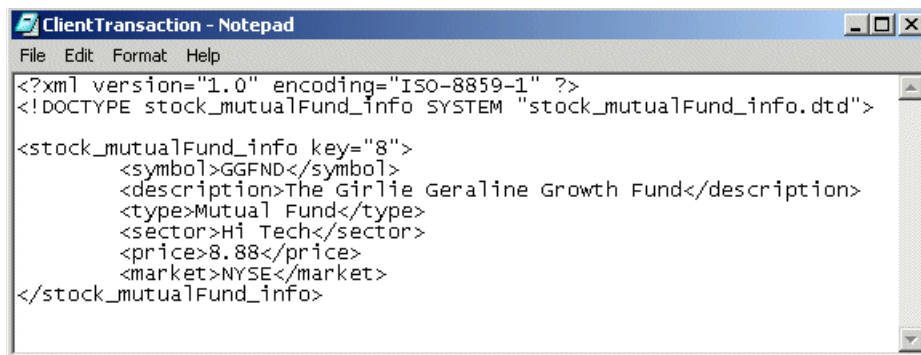 ClientTransaction - Notepad
File Edit Format Help
<?xml version="1.0" encoding="ISO-8859-1" ?>
<!DOCTYPE stock_mutualFund_info SYSTEM "stock_mutualFund_info.dtd">
<stock_mutualFund_info key="8">
<symbol>GGFND</symbol>
<description>The Girlie Geraline Growth Fund</description>
<type>Mutual Fund</type>
<sector>Hi Tech</sector>
<price>8.88</price>
<market>NYSE</market>
</stock_mutualFund_info>